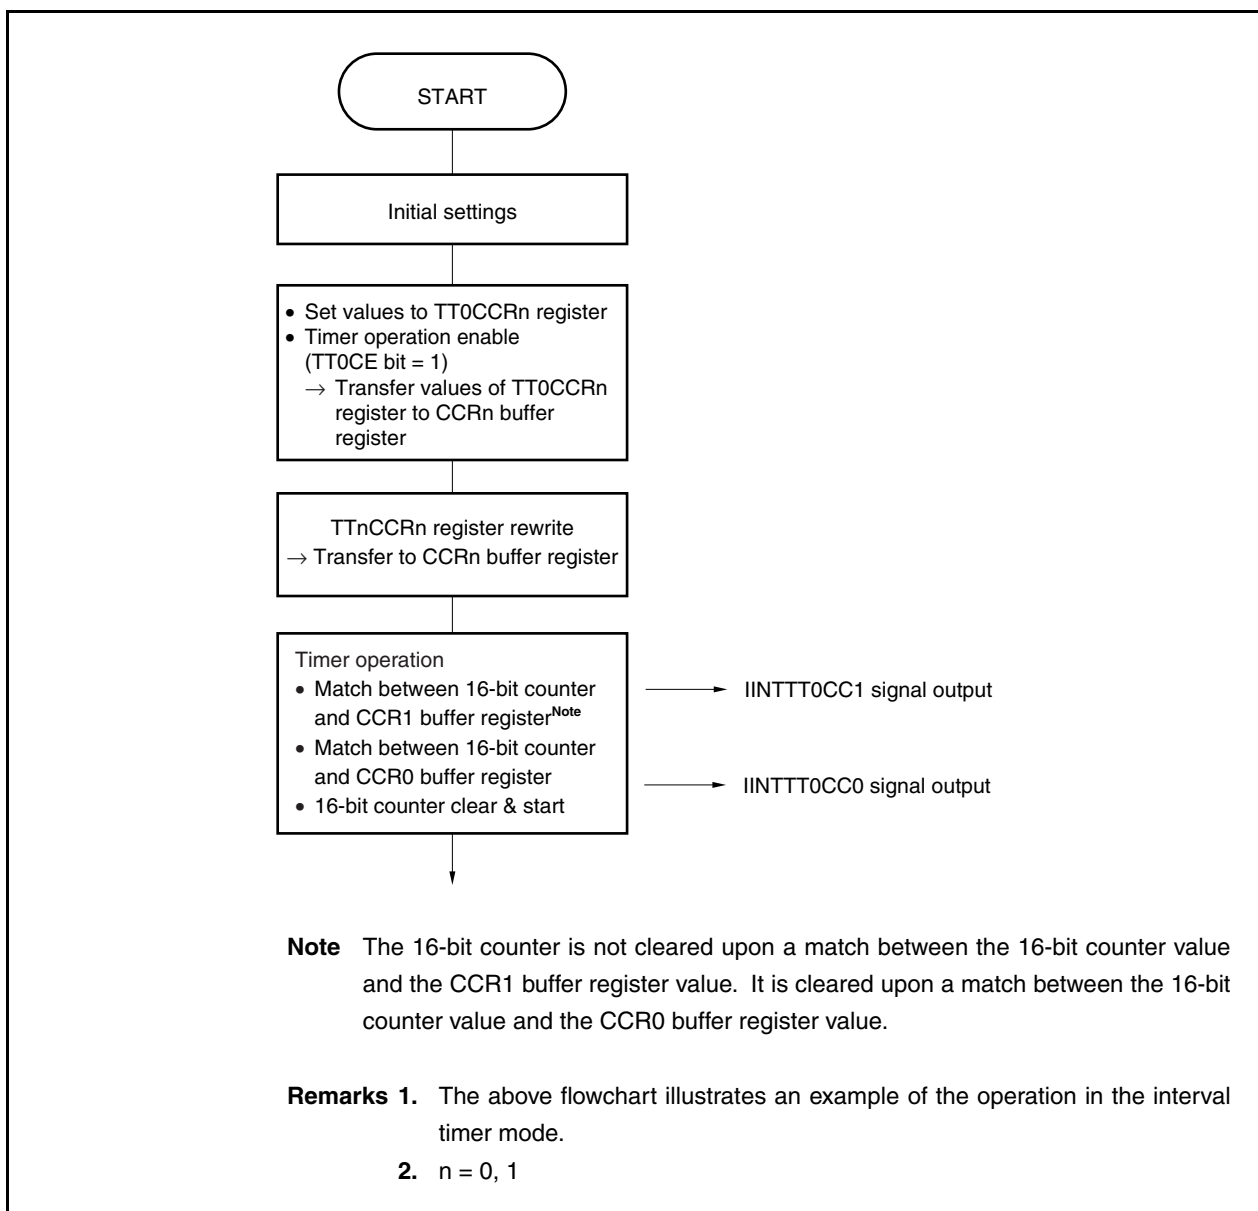 START
Initial settings
• Set values to TT0CCRn register
• Timer operation enable
(TT0CE bit = 1)
→ Transfer values of TT0CCRn
register to CCRn buffer
register
TTnCCRn register rewrite
→ Transfer to CCRn buffer register
Timer operation
• Match between 16-bit counter
and CCR1 buffer registerNote
• Match between 16-bit counter
and CCR0 buffer register
• 16-bit counter clear & start
IINTTT0CC1 signal output
IINTTT0CC0 signal output
Note The 16-bit counter is not cleared upon a match between the 16-bit counter value
and the CCR1 buffer register value. It is cleared upon a match between the 16-bit
counter value and the CCR0 buffer register value.
Remarks 1. The above flowchart illustrates an example of the operation in the interval
timer mode.
2. n = 0, 1